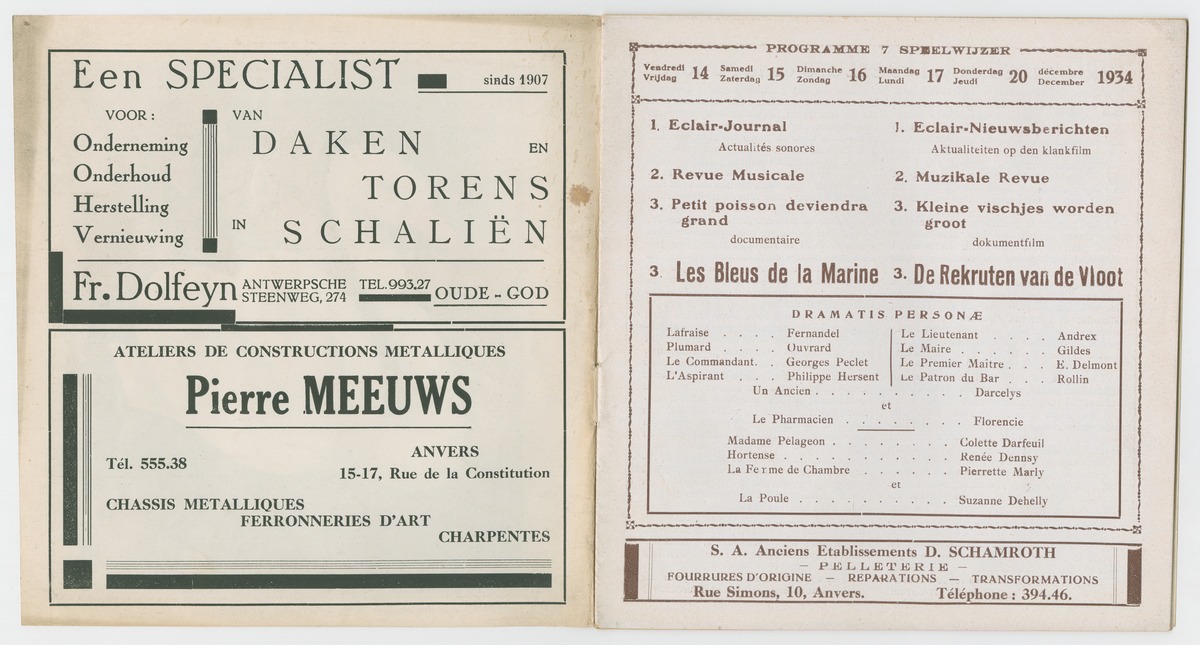 Een SPECIALIST sinds 1907
VOOR : VAN
Onderneming DAKEN EN
Onderhoud TORENS
Herstelling
Vernieuwing IN SCHALIËN
Fr. Dolfeyn ANTWERPSCHE STEENWEG, 274 TEL.993,27 OUDE - GOD
ATELIERS DE CONSTRUCTIONS METALLIQUES
Pierre MEEUWS
ANVERS
Tél. 555.38
15-17, Rue de la Constitution
CHASSIS METALLIQUES
FERRONNERIES D'ART
CHARPENTES
PROGRAMME 7 SPEELWIJZER
Vendredi Vrijdag 14 Samedi Zaterdag 15 Dimanche Zondag 16 Maandag Lundi 17 Donderdag Jeudi 20 décembre December 1934
1. Eclair-Journal
Actualités sonores
2. Revue Musicale
3. Petit poisson deviendra
grand
documentaire
3 Les Bleus de la Marine
1. Eclair-Nieuwsberichten
Aktualiteiten op den klankfilm
2. Muzikale Revue
3. Kleine vischjes worden
groot
dokumentfilm
3. De Rekruten van de Vloot
DRAMATIS PERSONÆ
Lafraise . . . . Fernandel
Plumard . . . . Ouvrard
Le Commandant. . Georges Peclet
L'Aspirant . . . Philippe Hersent
Le Lieutenant . . . . Andrex
Le Maire . . . . . . Gildes
Le Premier Maitre . . . E. Delmont
Le Patron du Bar . . . Rollin
Un Ancien . . . . . . . . . . Darcelys
et
Le Pharmacien . . . . . . . Florencie
Madame Pelageon . . . . . . . . Colette Darfeuil
Hortense . . . . . . . . . . . Renée Dennsy
La Femme de Chambre . . . . . . Pierrette Marly
et
La Poule . . . . . . . . . . Suzanne Dehelly
S. A. Anciens Etablissements D. SCHAMROTH
— PELLETERIE —
FOURRURES D'ORIGINE — REPARATIONS — TRANSFORMATIONS
Rue Simons, 10, Anvers. Téléphone : 394.46.